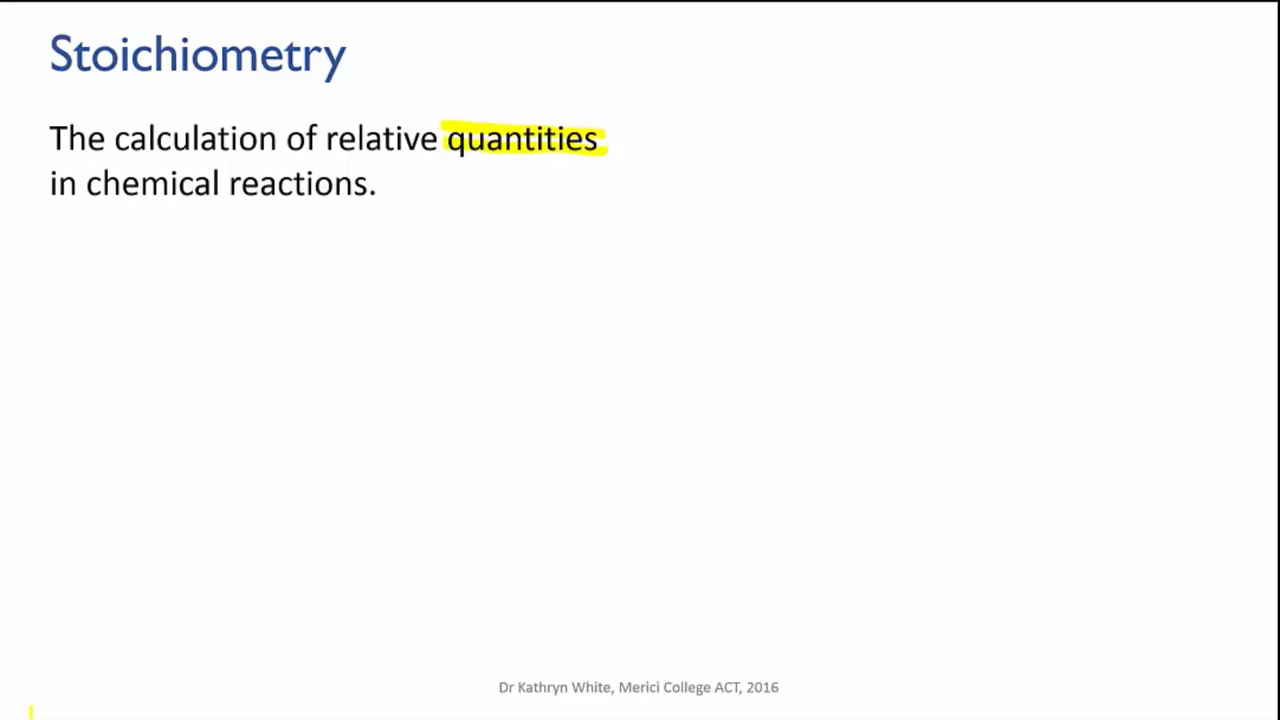 Stoichiometry
The calculation of relative quantities
in chemical reactions.
Dr Kathryn White, Merici College ACT, 2016